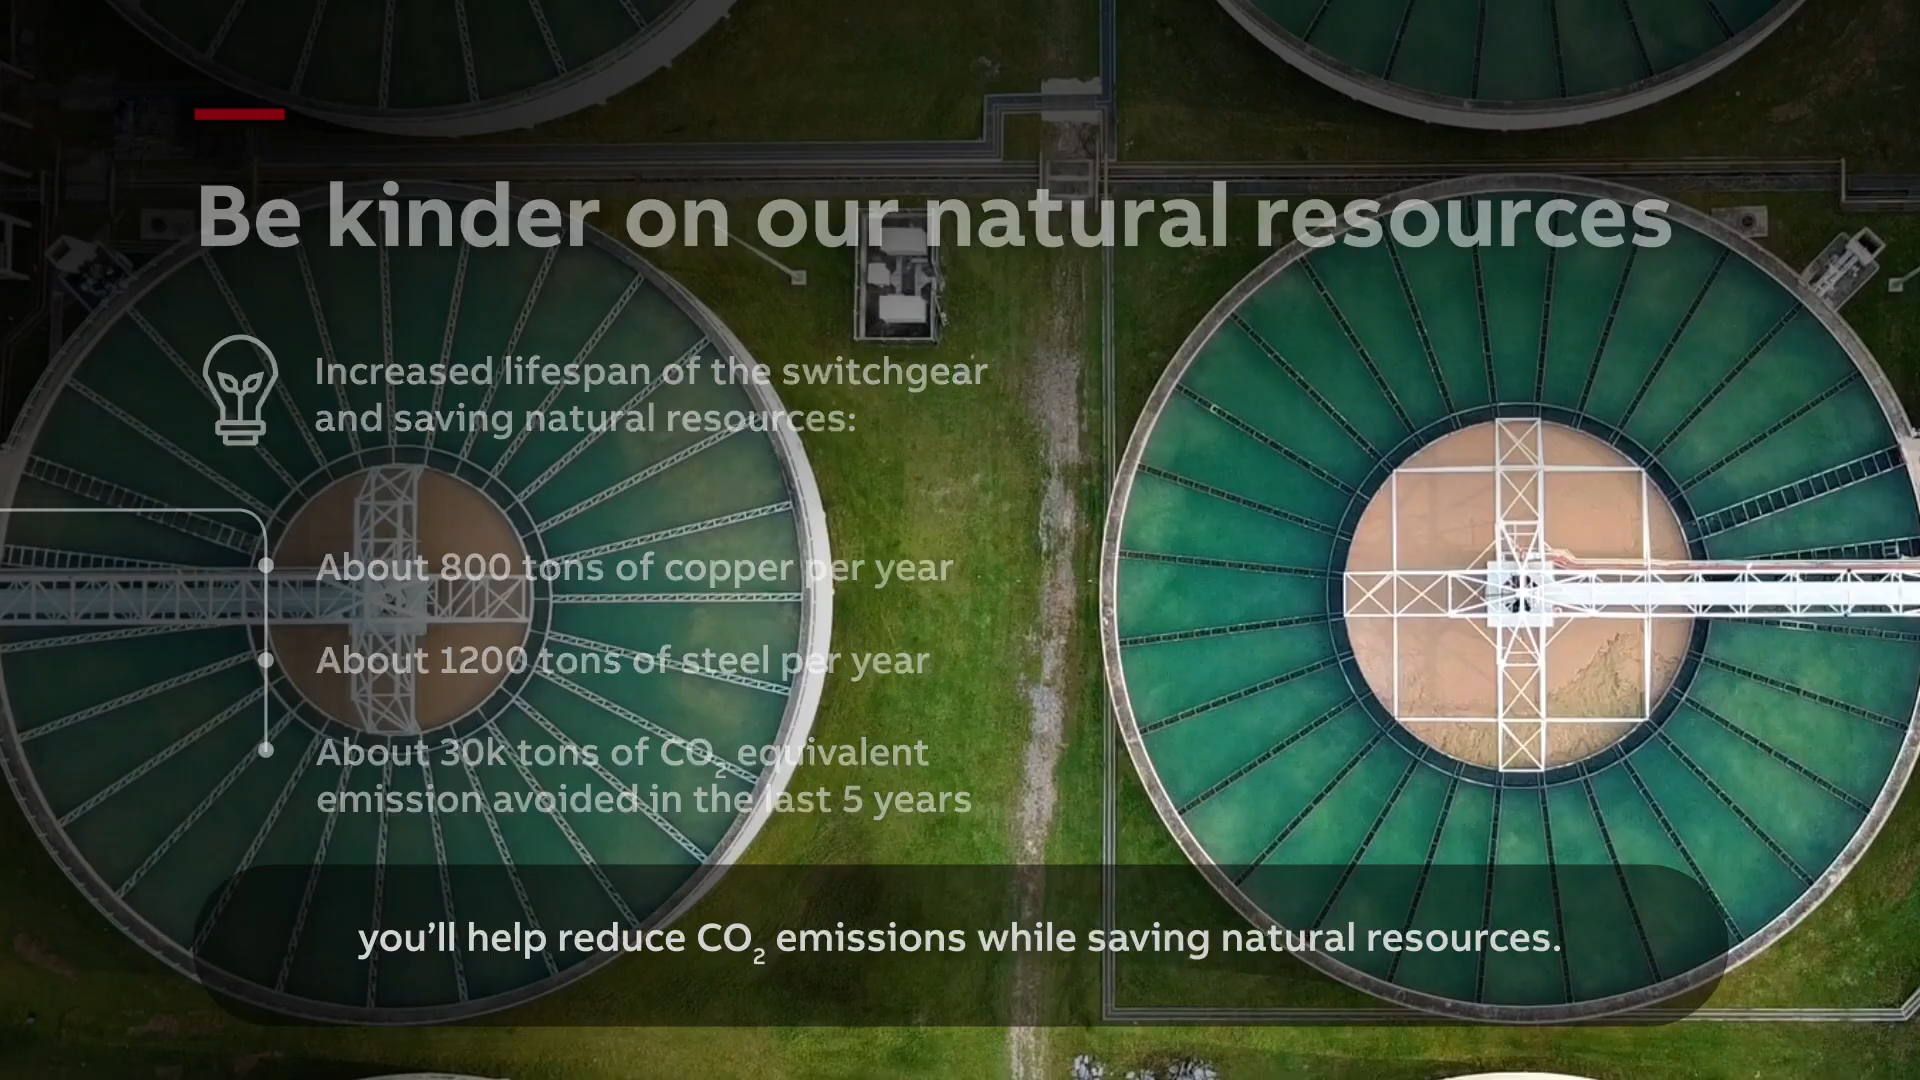 Be kinder on our natural resources
Increased lifespan of the switchgear
and saving natural resources:
About 800 tons of copper per year
About 1200 tons of steel per year
About 30k tons of CO₂ equivalent
emission avoided in the last 5 years
you’ll help reduce CO₂ emissions while saving natural resources.